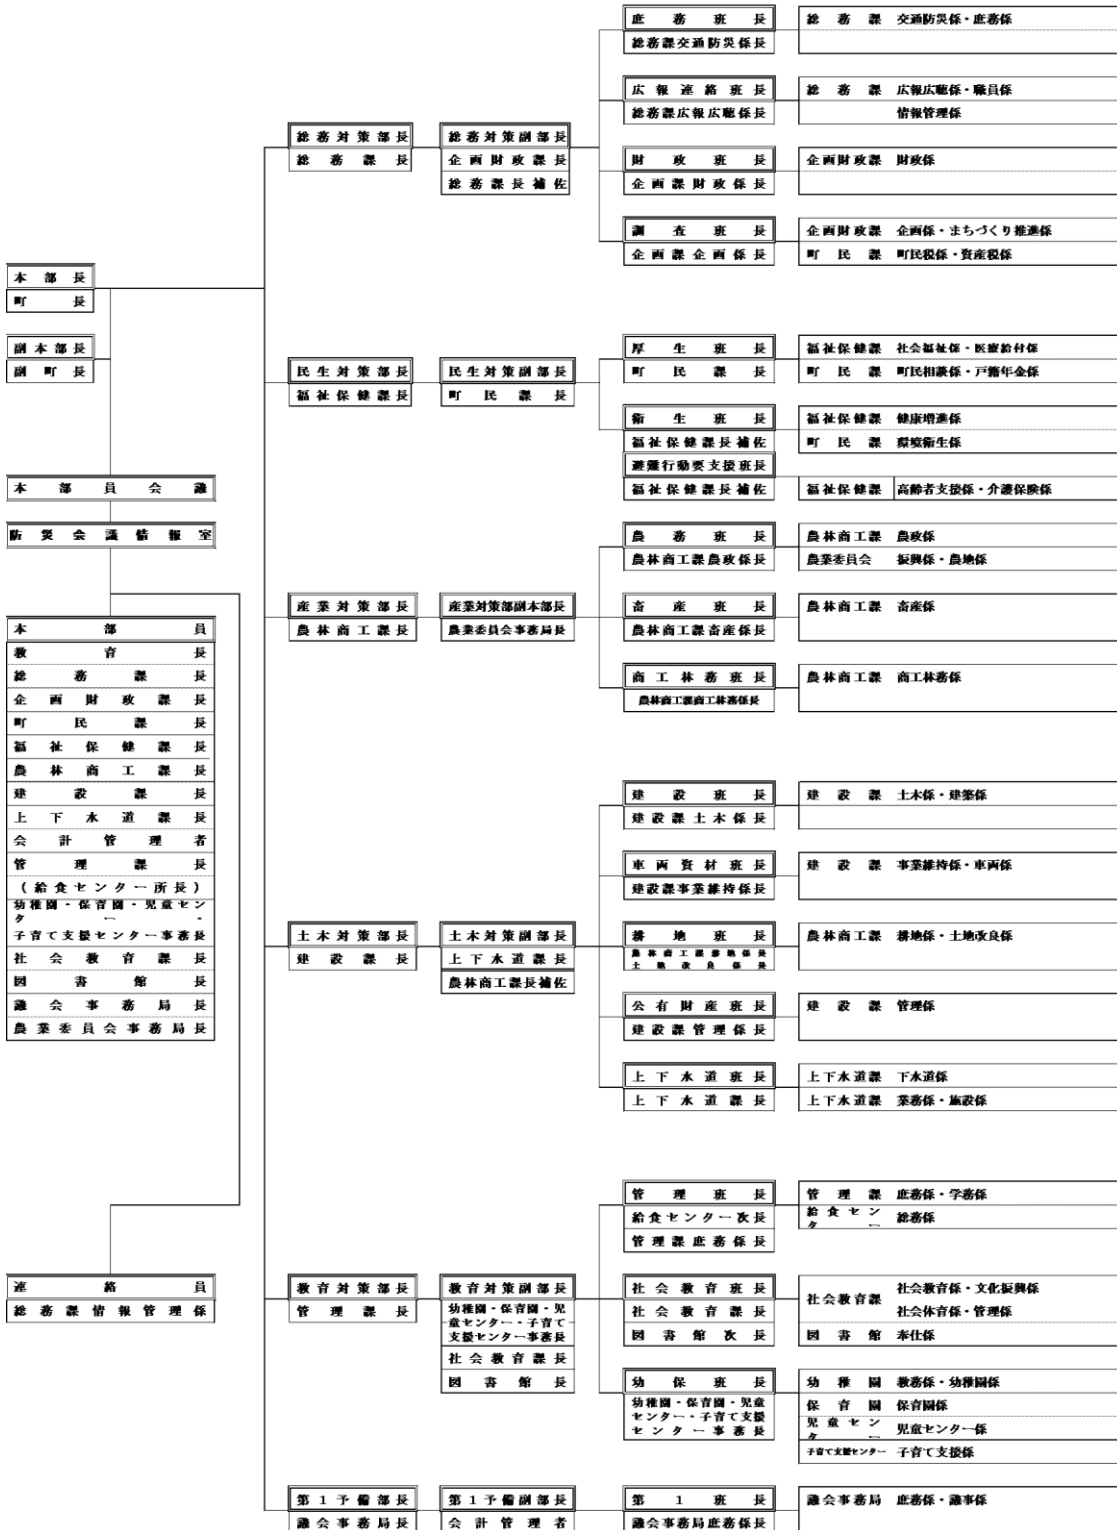 本部長
町長
副本部長
副町長
本部員会議
防災会議情報室
本部員
教育長
総務課長
企画財政課長
町民課長
福祉保健課長
農林商工課長
建設課長
上下水道課長
会計管理者
管理課長
(給食センター所長)
幼稚園・保育園・児童セン
ター・
子育て支援センター事務長
社会教育課長
図書館長
議会事務局長
農業委員会事務局長
連絡員
総務課情報管理係
総務対策部長
総務課長
総務対策副部長
企画財政課長
総務課長補佐
庶務班長
総務課交通防災係長
総務課 交通防災係・庶務係
広報連絡班長
総務課広報広聴係長
総務課 広報広聴係・職員係
情報管理係
財政班長
企画課財政係長
企画財政課 財政係
調査班長
企画課企画係長
企画財政課 企画係・まちづくり推進係
町民課 町民税係・資産税係
民生対策部長
福祉保健課長
民生対策副部長
町民課長
厚生班長
町民課長
福祉保健課 社会福祉係・医療給付係
町民課 町民相談係・戸籍年金係
衛生班長
福祉保健課長補佐
福祉保健課 健康増進係
町民課 環境衛生係
避難行動要支援班長
福祉保健課長補佐
福祉保健課 高齢者支援係・介護保険係
産業対策部長
農林商工課長
産業対策部副本部長
農業委員会事務局長
農務班長
農林商工課農政係長
農林商工課 農政係
農業委員会 振興係・農地係
畜産班長
農林商工課畜産係長
農林商工課 畜産係
商工林務班長
農林商工課商工林務係長
農林商工課 商工林務係
土木対策部長
建設課長
土木対策副部長
上下水道課長
農林商工課長補佐
建設班長
建設課土木係長
建設課 土木係・建築係
車両資材班長
建設課事業維持係長
建設課 事業維持係・車両係
耕地班長
農林商工課耕地係長
土地改良係長
農林商工課 耕地係・土地改良係
公有財産班長
建設課管理係長
建設課 管理係
上下水道班長
上下水道課長
上下水道課 下水道係
上下水道課 業務係・施設係
教育対策部長
管理課長
教育対策副部長
幼稚園・保育園・児
童センター・子育て
支援センター事務長
社会教育課長
図書館長
管理班長
給食センター次長
管理課庶務係長
管理課 庶務係・学務係
給食セン
ター 総務係
社会教育班長
社会教育課長
図書館次長
社会教育課 社会教育係・文化振興係
社会体育係・管理係
図書館 奉仕係
幼保班長
幼稚園・保育園・児童
センター・子育て支援
センター事務長
幼稚園 教務係・幼稚園係
保育園 保育園係
児童セン
ター 児童センター係
子育て支援センター 子育て支援係
第1予備部長
議会事務局長
第1予備副部長
会計管理者
第1班長
議会事務局庶務係長
議会事務局 庶務係・議事係